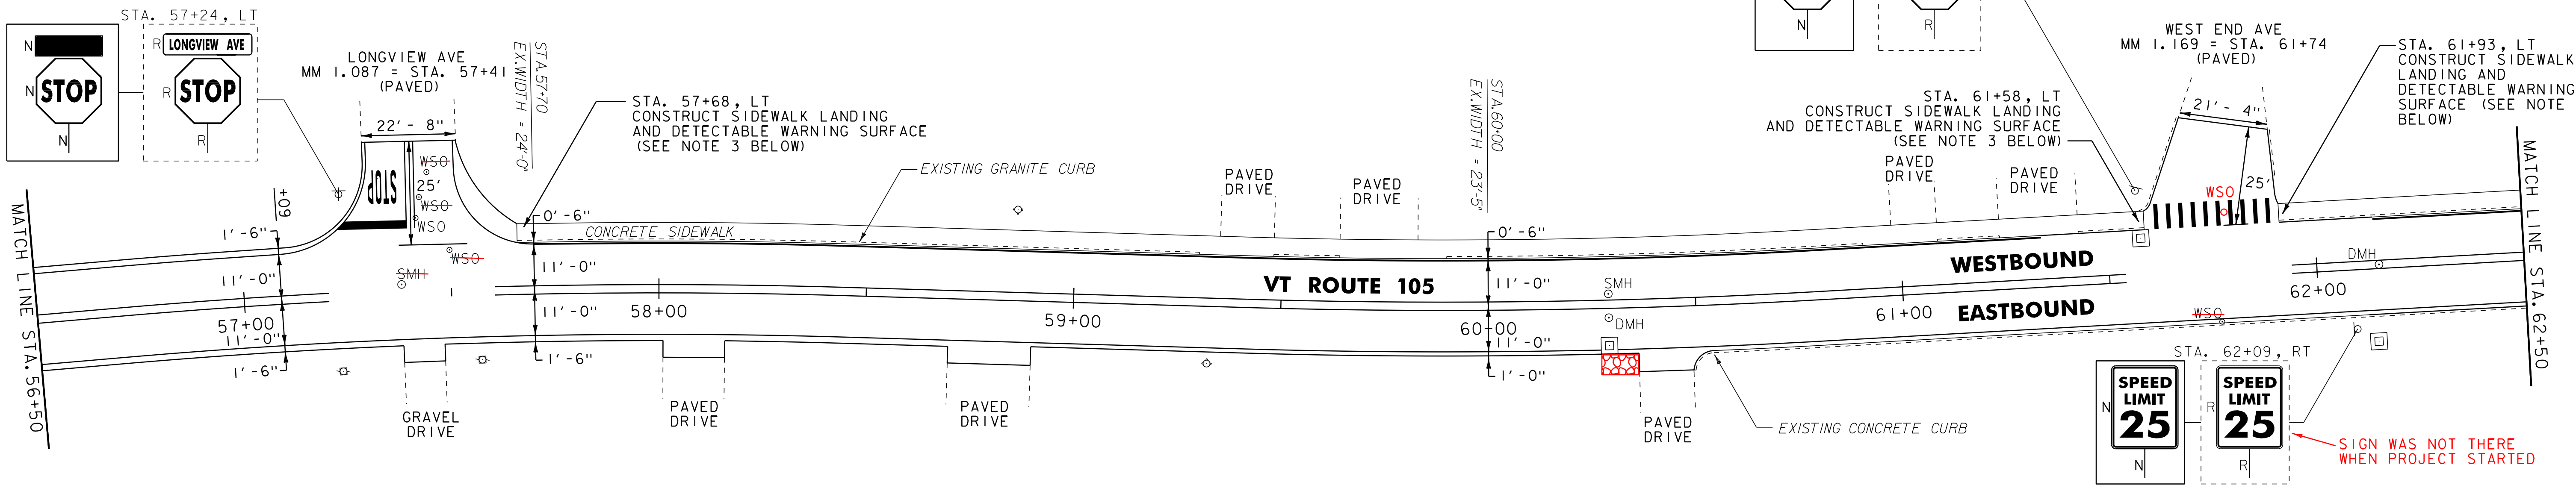 STA. 57+24, LT
N
R LONGVIEW AVE
N STOP
R STOP
N
R
LONGVIEW AVE
MM 1.087 = STA. 57+41
(PAVED)
22' - 8"
STOP
25'
WSO
WSO
WSO
WSO
SMH
STA.57+70
EX.WIDTH = 24'-0"
STA. 57+68, LT
CONSTRUCT SIDEWALK LANDING
AND DETECTABLE WARNING SURFACE
(SEE NOTE 3 BELOW)
EXISTING GRANITE CURB
CONCRETE SIDEWALK
MATCH LINE STA. 56+50
+09
1'-6"
11'-0"
57+00
11'-0"
1'-6"
0'-6"
11'-0"
11'-0"
1'-6"
58+00
59+00
GRAVEL
DRIVE
PAVED
DRIVE
PAVED
DRIVE
PAVED
DRIVE
PAVED
DRIVE
STA.60+00
EX.WIDTH = 23'-5"
0'-6"
11'-0"
60+00
11'-0"
1'-0"
VT ROUTE 105
SMH
DMH
PAVED
DRIVE
EXISTING CONCRETE CURB
N
R
STA. 61+58, LT
CONSTRUCT SIDEWALK LANDING
AND DETECTABLE WARNING SURFACE
(SEE NOTE 3 BELOW)
PAVED
DRIVE
PAVED
DRIVE
WESTBOUND
61+00
EASTBOUND
WEST END AVE
MM 1.169 = STA. 61+74
(PAVED)
21' - 4"
25'
WSO
WSO
STA. 61+93, LT
CONSTRUCT SIDEWALK
LANDING AND
DETECTABLE WARNING
SURFACE (SEE NOTE
BELOW)
DMH
62+00
MATCH LINE STA. 62+50
STA. 62+09, RT
N SPEED LIMIT 25
R SPEED LIMIT 25
N
R
SIGN WAS NOT THERE
WHEN PROJECT STARTED